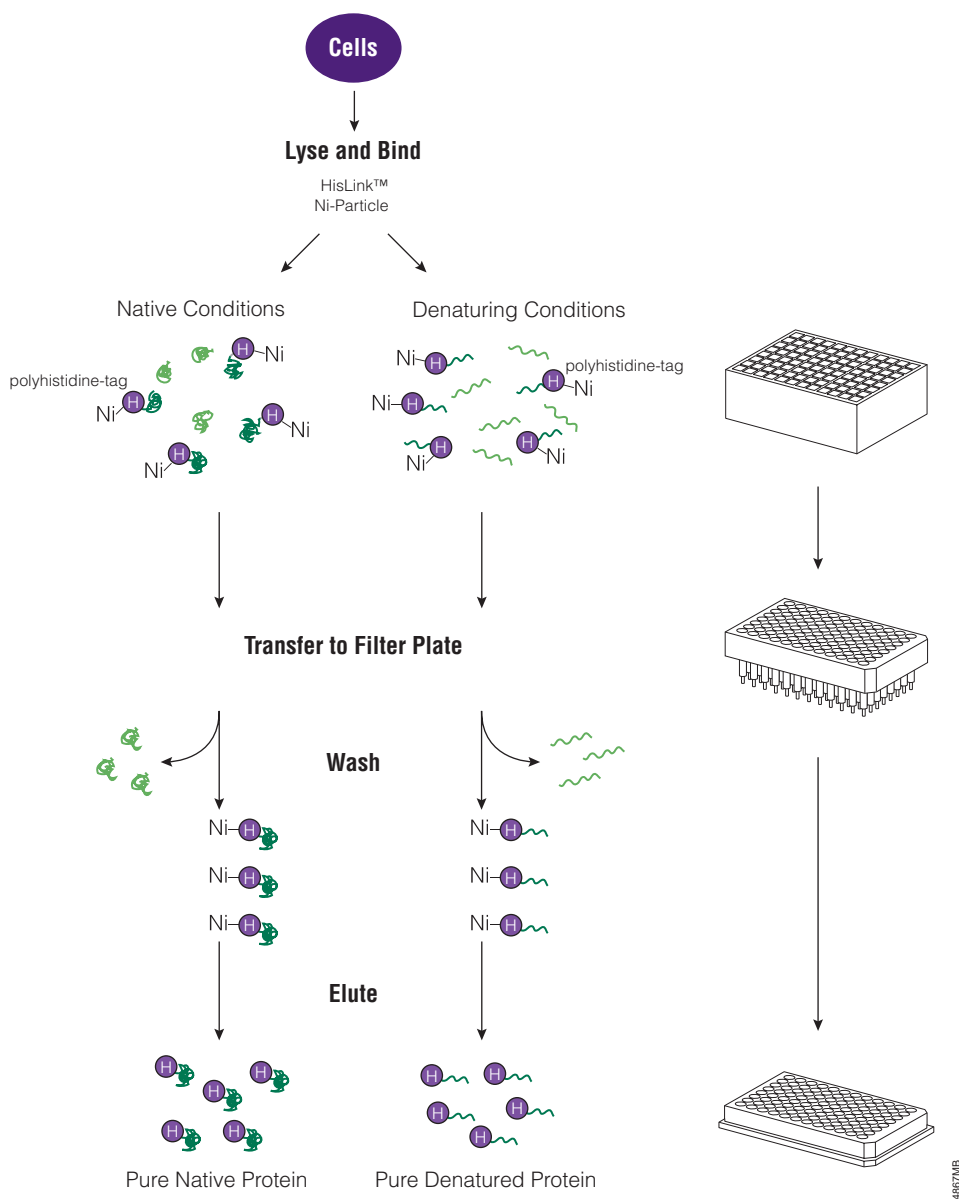 Cells
Lyse and Bind
HisLink™
Ni-Particle
Native Conditions
Denaturing Conditions
H
Ni
polyhistidine-tag
H
Ni
H
Ni
H
Ni
Ni
H
polyhistidine-tag
H
Ni
Ni
H
H
Ni
H
Ni
Transfer to Filter Plate
Wash
Ni
H
Ni
H
Ni
H
Ni
H
Ni
H
Ni
H
Elute
H
H
H
H
H
H
H
H
H
H
Pure Native Protein
Pure Denatured Protein
4867MB